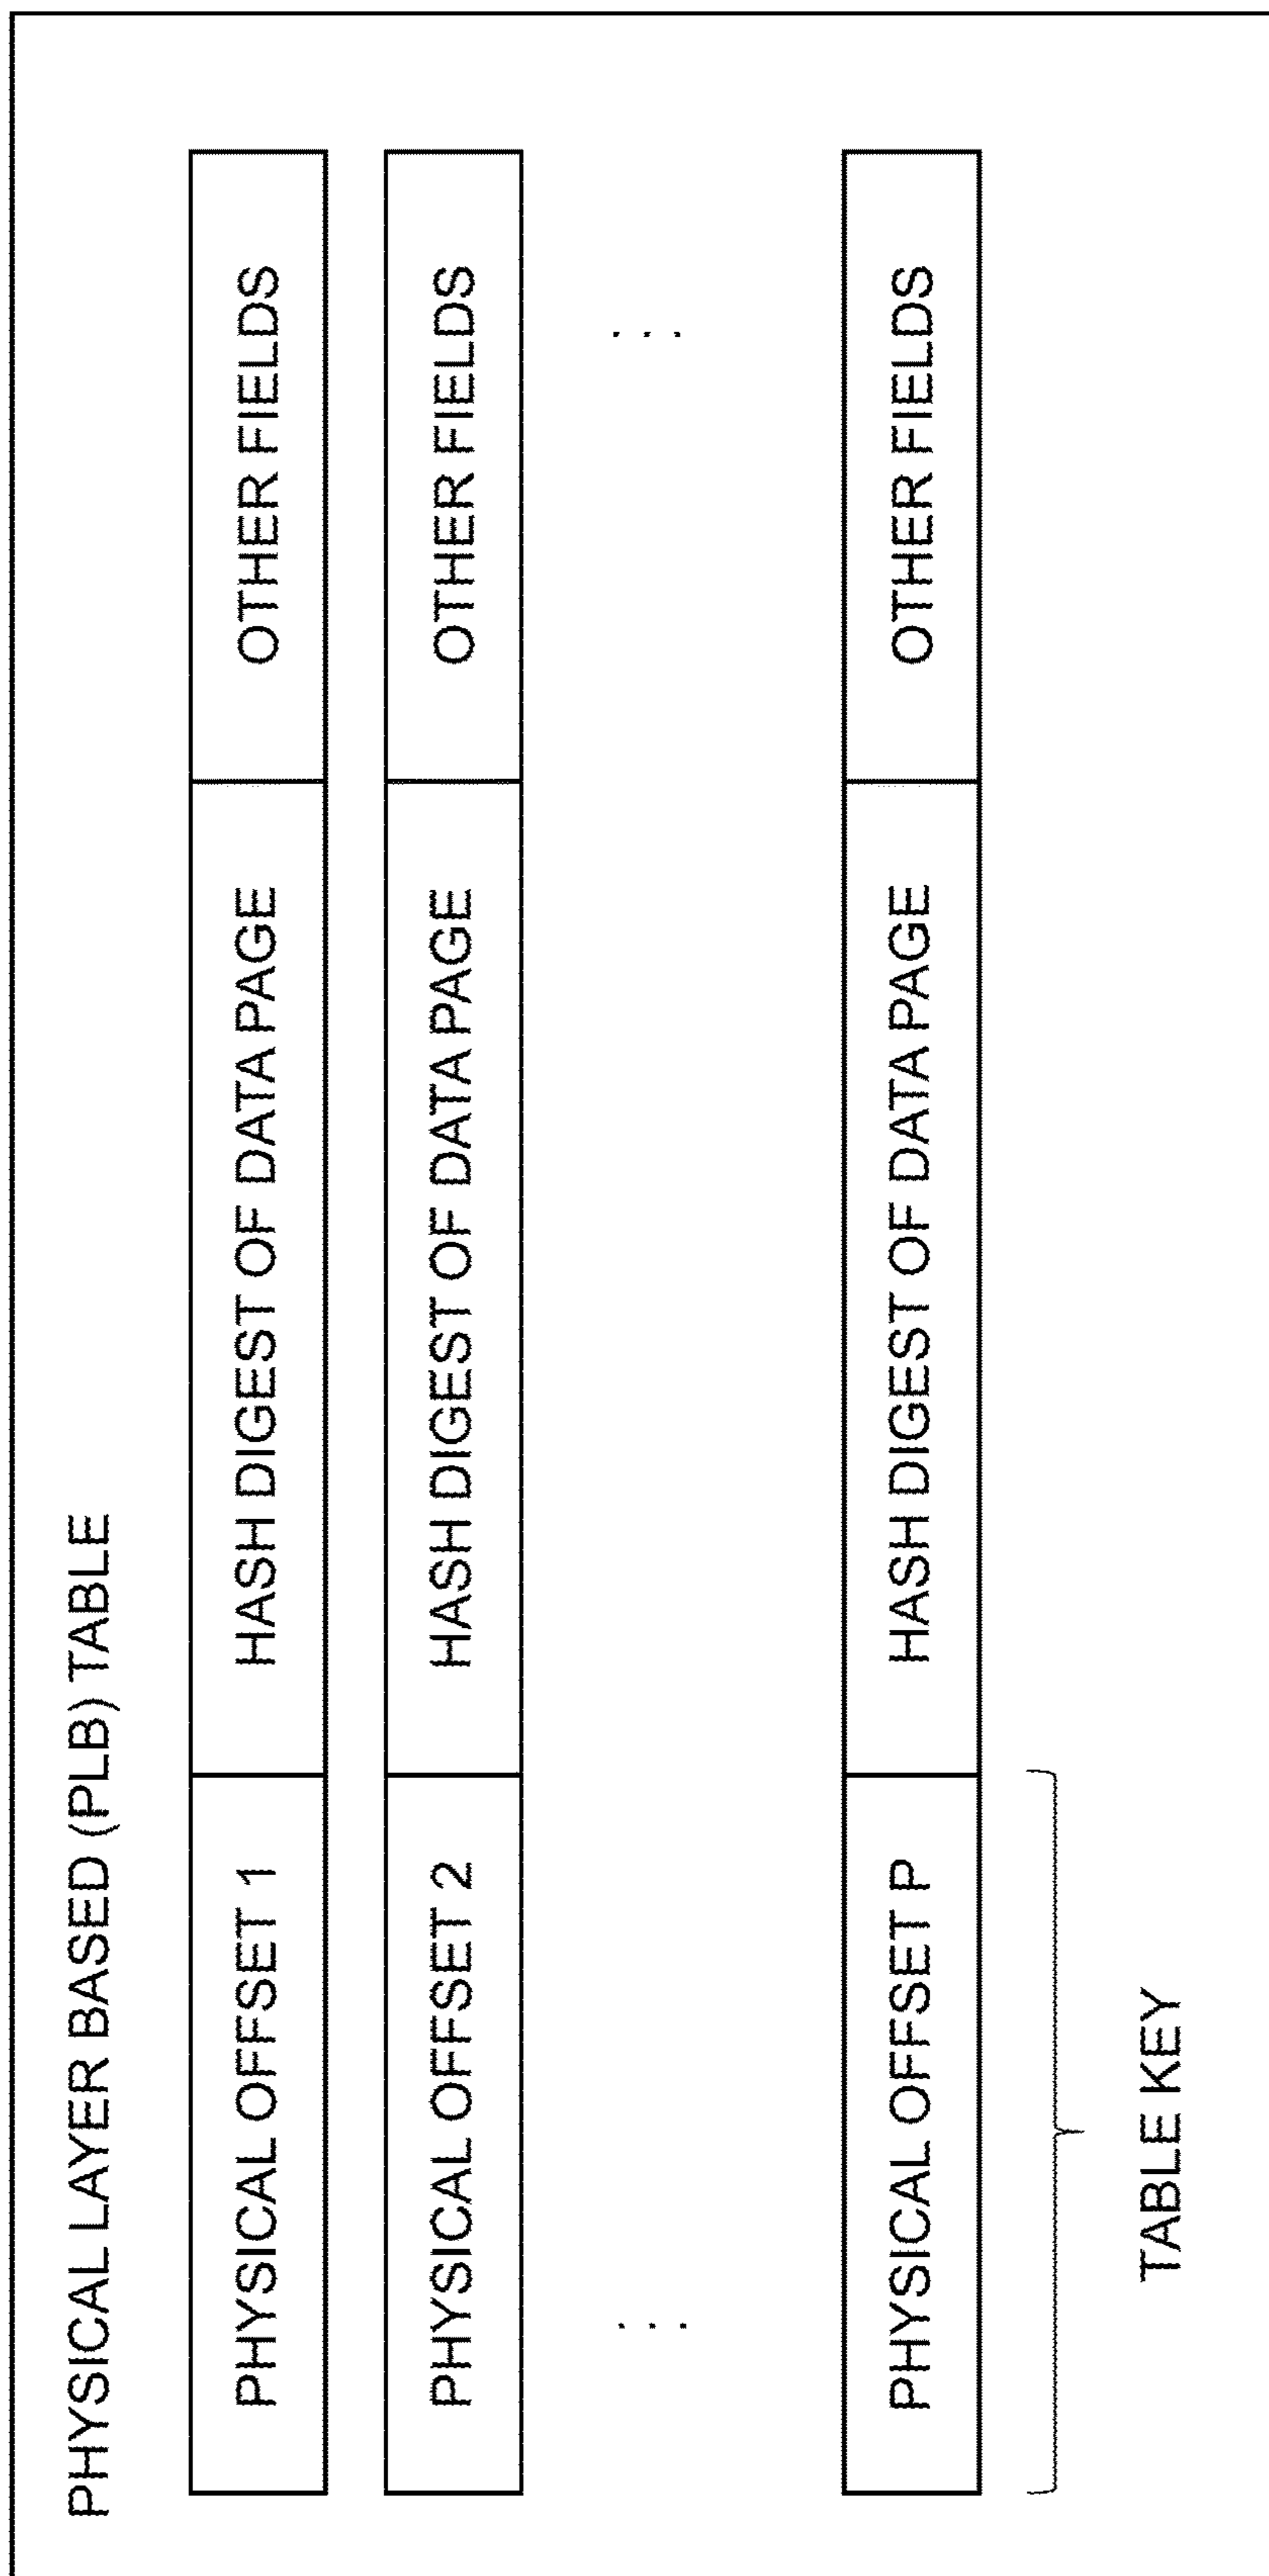 PHYSICAL LAYER BASED (PLB) TABLE
PHYSICAL OFFSET 1 HASH DIGEST OF DATA PAGE OTHER FIELDS
PHYSICAL OFFSET 2 HASH DIGEST OF DATA PAGE OTHER FIELDS
. . . . . .
PHYSICAL OFFSET P HASH DIGEST OF DATA PAGE OTHER FIELDS
TABLE KEY